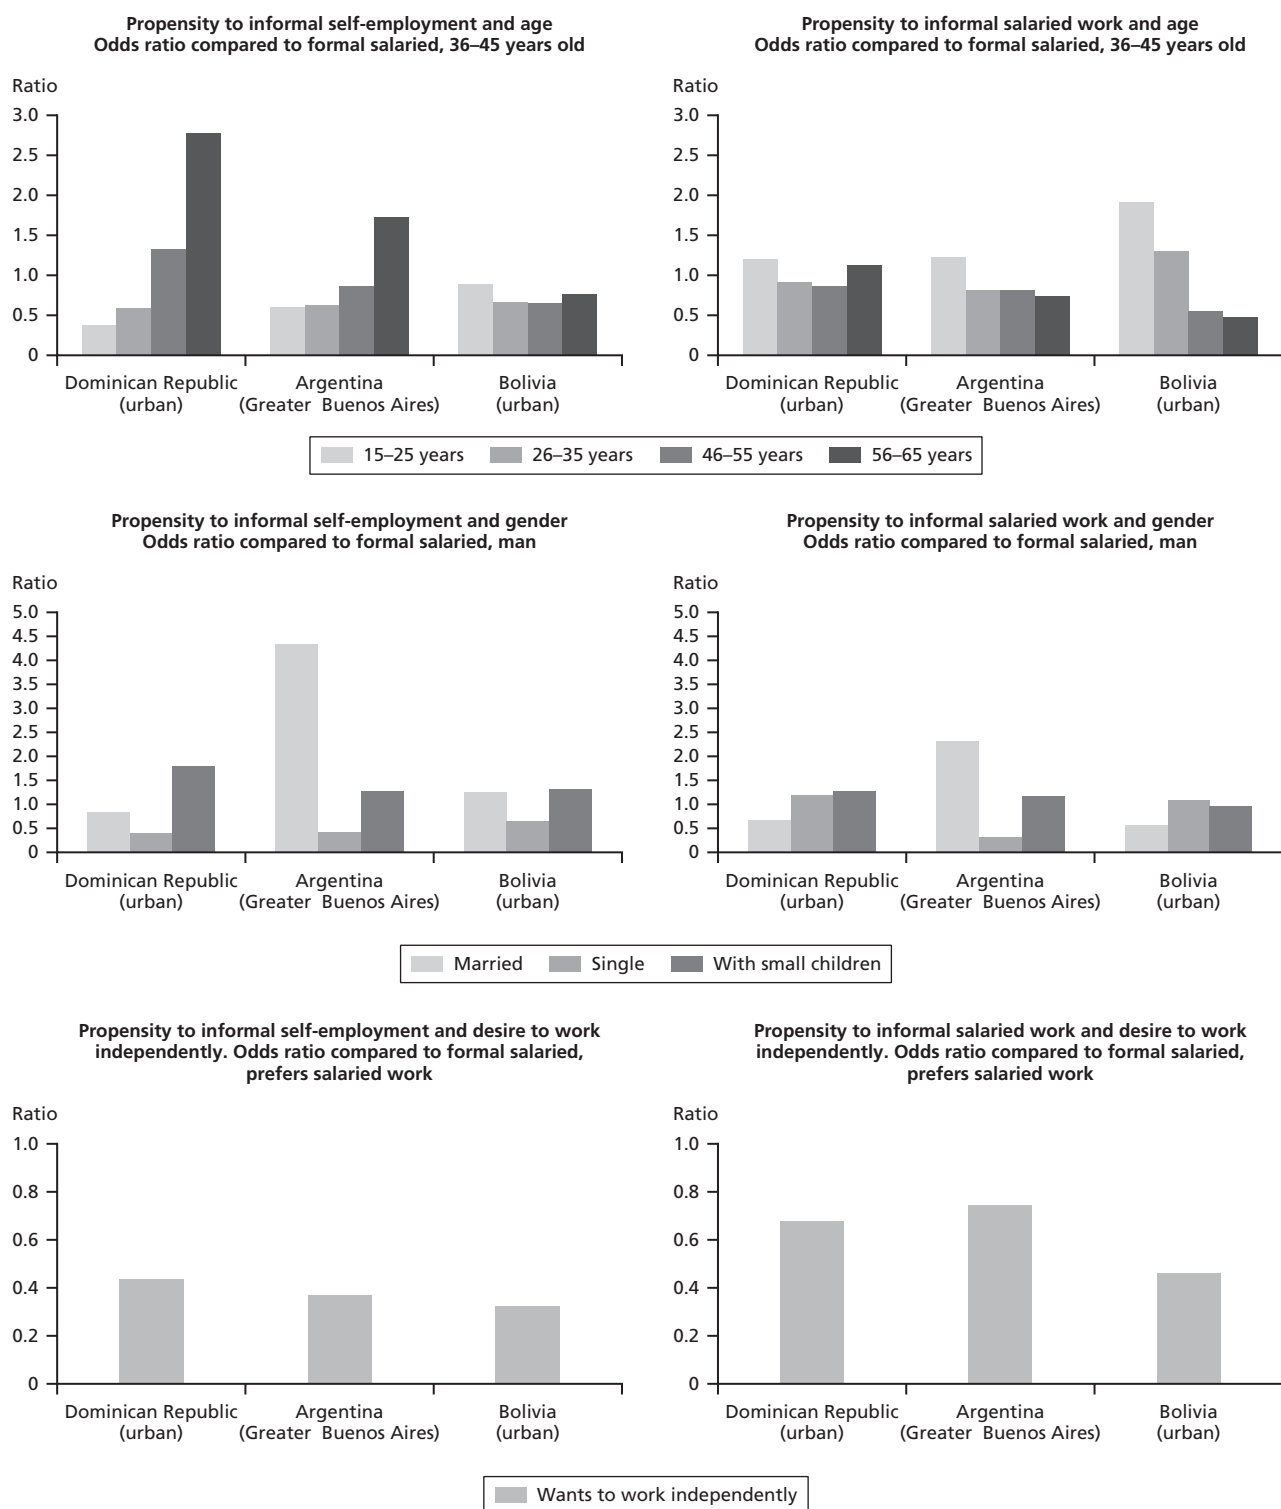 Propensity to informal self-employment and age
Odds ratio compared to formal salaried, 36–45 years old
Ratio
3.0
2.5
2.0
1.5
1.0
0.5
0
Dominican Republic
(urban)
Argentina
(Greater Buenos Aires)
Bolivia
(urban)
Propensity to informal salaried work and age
Odds ratio compared to formal salaried, 36–45 years old
Ratio
3.0
2.5
2.0
1.5
1.0
0.5
0
Dominican Republic
(urban)
Argentina
(Greater Buenos Aires)
Bolivia
(urban)
15–25 years
26–35 years
46–55 years
56–65 years
Propensity to informal self-employment and gender
Odds ratio compared to formal salaried, man
Ratio
5.0
4.5
4.0
3.5
3.0
2.5
2.0
1.5
1.0
0.5
0
Dominican Republic
(urban)
Argentina
(Greater Buenos Aires)
Bolivia
(urban)
Propensity to informal salaried work and gender
Odds ratio compared to formal salaried, man
Ratio
5.0
4.5
4.0
3.5
3.0
2.5
2.0
1.5
1.0
0.5
0
Dominican Republic
(urban)
Argentina
(Greater Buenos Aires)
Bolivia
(urban)
Married
Single
With small children
Propensity to informal self-employment and desire to work
independently. Odds ratio compared to formal salaried,
prefers salaried work
Ratio
1.0
0.8
0.6
0.4
0.2
0
Dominican Republic
(urban)
Argentina
(Greater Buenos Aires)
Bolivia
(urban)
Propensity to informal salaried work and desire to work
independently. Odds ratio compared to formal salaried,
prefers salaried work
Ratio
1.0
0.8
0.6
0.4
0.2
0
Dominican Republic
(urban)
Argentina
(Greater Buenos Aires)
Bolivia
(urban)
Wants to work independently